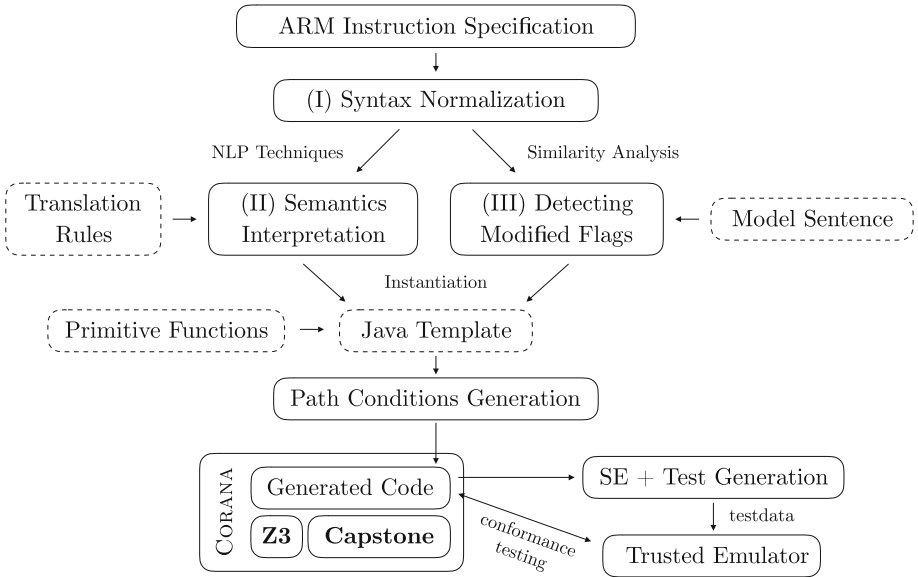 ARM Instruction Specification
(I) Syntax Normalization
NLP Techniques
Similarity Analysis
Translation
Rules
(II) Semantics
Interpretation
(III) Detecting
Modified Flags
Model Sentence
Instantiation
Primitive Functions
Java Template
Path Conditions Generation
CORANA
Generated Code
Z3
Capstone
SE + Test Generation
testdata
conformance
testing
Trusted Emulator